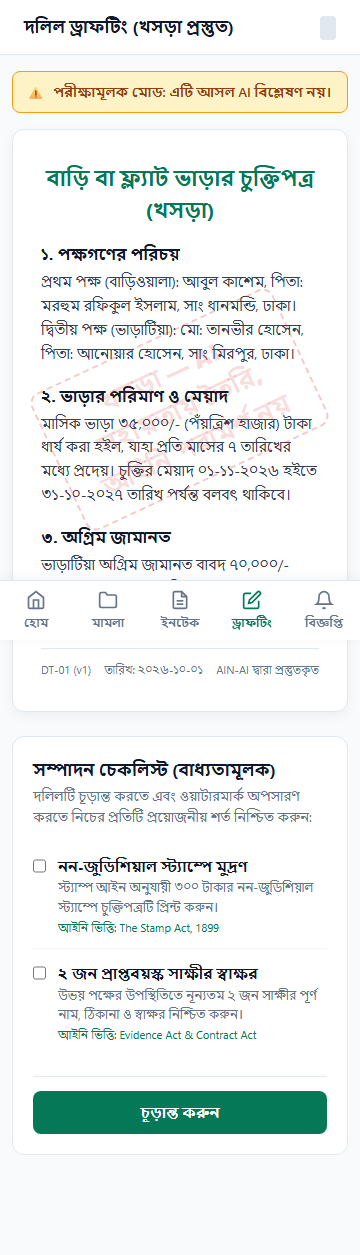 দলিল ড্রাফটিং (খসড়া প্রস্তুত)
পরীক্ষামূলক মোড: এটি আসল AI বিশ্লেষণ নয়।
বাড়ি বা ফ্ল্যাট ভাড়ার চুক্তিপত্র
(খসড়া)
১. পক্ষগণের পরিচয়
প্রথম পক্ষ (বাড়িওয়ালা): আবুল কাশেম, পিতা:
মরহুম রফিকুল ইসলাম, সাং ধানমন্ডি, ঢাকা।
দ্বিতীয় পক্ষ (ভাড়াটিয়া): মো: তানভীর হোসেন,
পিতা: আনোয়ার হোসেন, সাং মিরপুর, ঢাকা।
২. ভাড়ার পরিমাণ ও মেয়াদ
মাসিক ভাড়া ৩৫,০০০/- (পঁয়ত্রিশ হাজার) টাকা
ধার্য করা হইল, যাহা প্রতি মাসের ৭ তারিখের
মধ্যে প্রদেয়। চুক্তির মেয়াদ ০১-১১-২০২৬ হইতে
৩১-১০-২০২৭ তারিখ পর্যন্ত বলবৎ থাকিবে।
৩. অগ্রিম জামানত
ভাড়াটিয়া অগ্রিম জামানত বাবদ ৭০,০০০/-
হোম
মামলা
ইনটেক
ড্রাফটিং
বিজ্ঞপ্তি
DT-01 (v1) তারিখ: ২০২৬-১০-০১ AIN-AI দ্বারা প্রস্তুতকৃত
সম্পাদন চেকলিস্ট (বাধ্যতামূলক)
দলিলটি চূড়ান্ত করতে এবং ওয়াটারমার্ক অপসারণ
করতে নিচের প্রতিটি প্রয়োজনীয় শর্ত নিশ্চিত করুন:
নন-জুডিশিয়াল স্ট্যাম্পে মুদ্রণ
স্ট্যাম্প আইন অনুযায়ী ৩০০ টাকার নন-জুডিশিয়াল
স্ট্যাম্পে চুক্তিপত্রটি প্রিন্ট করুন।
আইনি ভিত্তি: The Stamp Act, 1899
২ জন প্রাপ্তবয়স্ক সাক্ষীর স্বাক্ষর
উভয় পক্ষের উপস্থিতিতে ন্যূনতম ২ জন সাক্ষীর পূর্ণ
নাম, ঠিকানা ও স্বাক্ষর নিশ্চিত করুন।
আইনি ভিত্তি: Evidence Act & Contract Act
চূড়ান্ত করুন